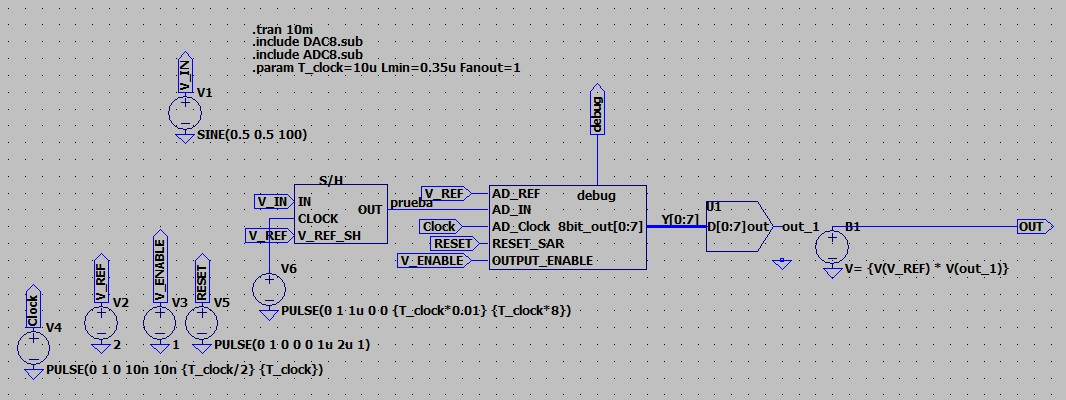 .tran 10m
.include DAC8.sub
.include ADC8.sub
.param T_clock=10u Lmin=0.35u Fanout=1
V_IN
V1
SINE(0.5 0.5 100)
debug
S/H
V_IN
IN
CLOCK
OUT
V_REF
V_REF_SH
prueba
V_REF
AD_REF
debug
AD_IN
Clock
AD_Clock
8bit_out[0:7]
RESET
RESET_SAR
V_ENABLE
OUTPUT_ENABLE
Y[0:7]
U1
D[0:7]out
out_1
B1
OUT
V= {V(V_REF) * V(out_1)}
V6
PULSE(0 1 1u 0 0 {T_clock*0.01} {T_clock*8})
V_REF
V2
2
V_ENABLE
V3
1
RESET
V5
PULSE(0 1 0 0 0 1u 2u 1)
Clock
V4
PULSE(0 1 0 10n 10n {T_clock/2} {T_clock})